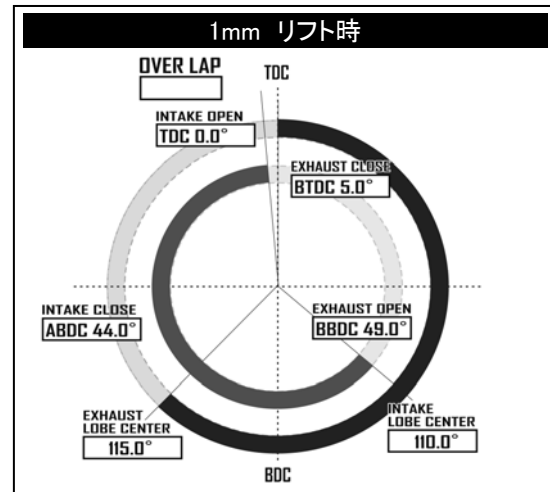 1mm リフト時
OVER LAP
TDC
INTAKE OPEN
TDC 0.0°
EXHAUST CLOSE
BTDC 5.0°
INTAKE CLOSE
ABDC 44.0°
EXHAUST OPEN
BBDC 49.0°
EXHAUST
LOBE CENTER
115.0°
INTAKE
LOBE CENTER
110.0°
BDC